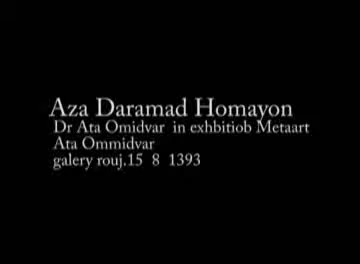 Aza Daramad Homayon
Dr Ata Omidvar in exhbitiob Metaart
Ata Ommidvar
galery rouj.15 8 1393